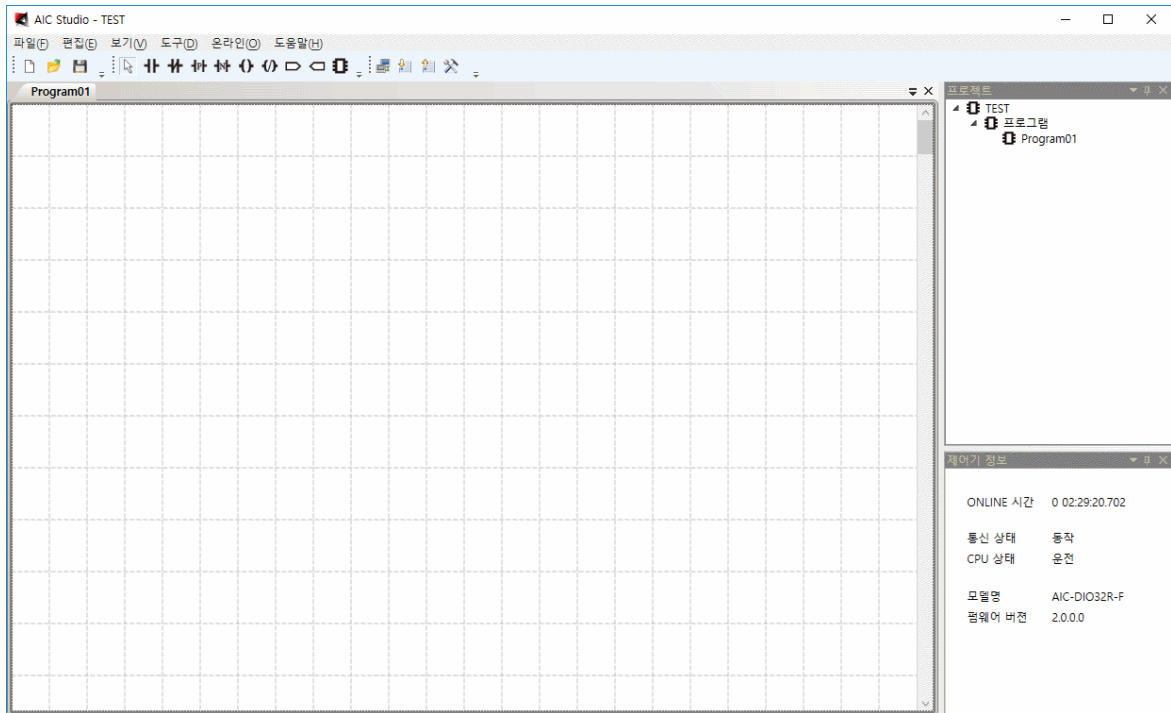 AIC Studio - TEST
파일(F) 편집(E) 보기(V) 도구(D) 온라인(O) 도움말(H)
Program01
프로젝트
TEST
프로그램
Program01
제어기 정보
ONLINE 시간 0 02:29:20.702
통신 상태 동작
CPU 상태 운전
모델명 AIC-DIO32R-F
펌웨어 버젼 2.0.0.0